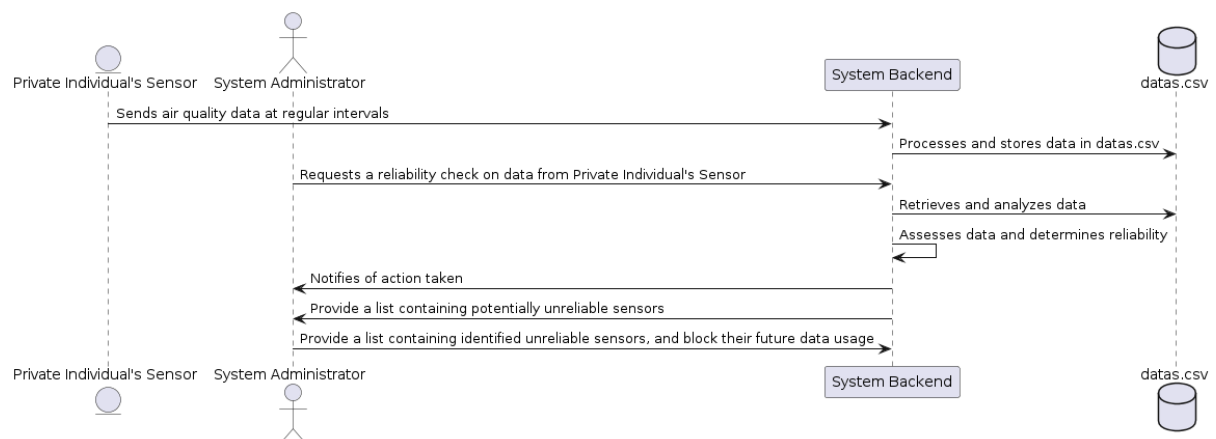 Private Individual's Sensor
System Administrator
System Backend
datas.csv
Sends air quality data at regular intervals
Processes and stores data in datas.csv
Requests a reliability check on data from Private Individual's Sensor
Retrieves and analyzes data
Assesses data and determines reliability
Notifies of action taken
Provide a list containing potentially unreliable sensors
Provide a list containing identified unreliable sensors, and block their future data usage
Private Individual's Sensor
System Administrator
System Backend
datas.csv